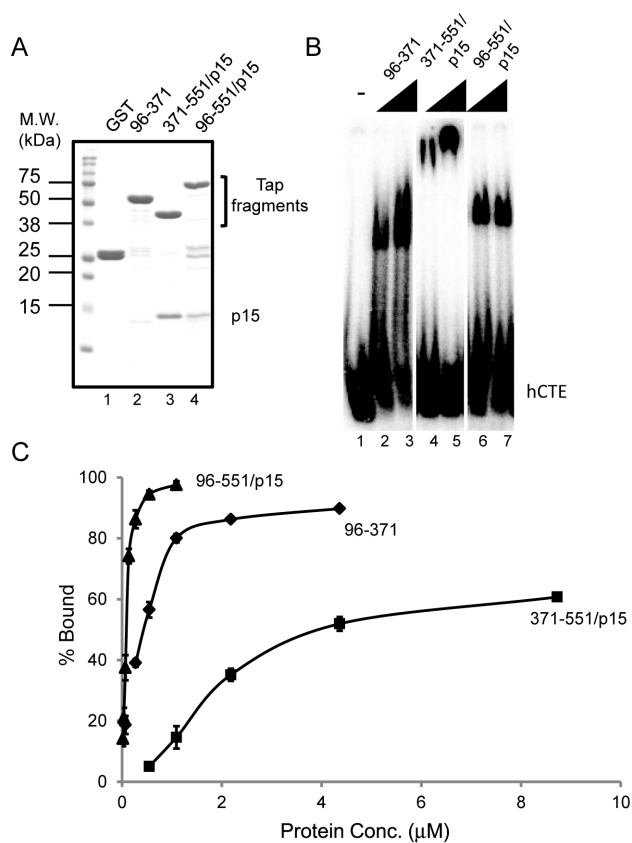 A
M.W.
(kDa)
GST
96-371
371-551/p15
96-551/p15
75
50
38
25
20
15
Tap
fragments
p15
1 2 3 4
B
-
96-371
371-551/
p15
96-551/
p15
hCTE
1 2 3 4 5 6 7
C
% Bound
100
80
60
40
20
0
96-551/p15
96-371
371-551/p15
0 2 4 6 8 10
Protein Conc. (μM)